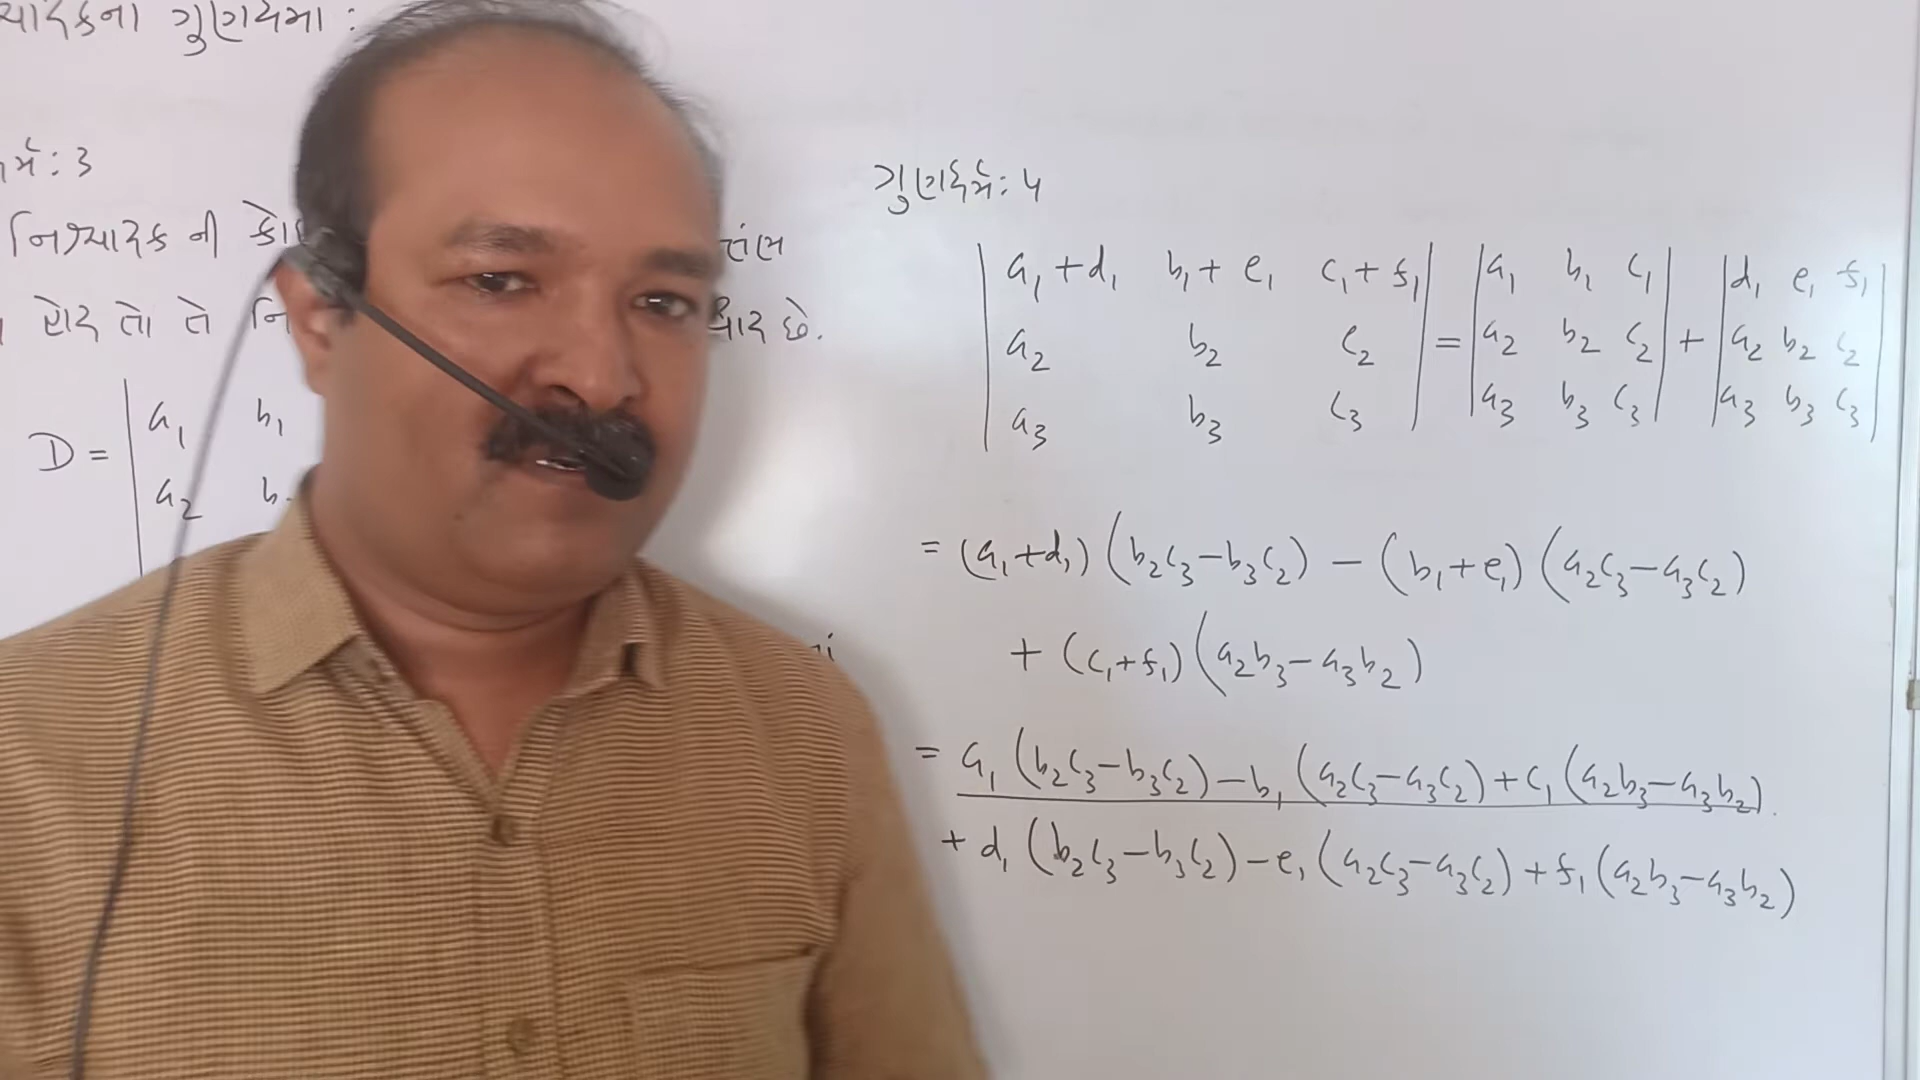 ગુણધર્મો :
ર્મ : 3
નિશ્ચાયક ની
હોય તો તે
છે.
D = | a₁ b₁
a₂ b
ગુણધર્મ : 5
| a₁ + d₁ b₁ + e₁ c₁ + f₁ | | a₁ b₁ c₁ | | d₁ e₁ f₁ |
| a₂ b₂ c₂ | = | a₂ b₂ c₂ | + | a₂ b₂ c₂ |
| a₃ b₃ c₃ | | a₃ b₃ c₃ | | a₃ b₃ c₃ |
= (a₁+d₁) (b₂c₃-b₃c₂) - (b₁+e₁) (a₂c₃-a₃c₂)
+ (c₁+f₁) (a₂b₃-a₃b₂)
= a₁ (b₂c₃-b₃c₂) - b₁ (a₂c₃-a₃c₂) + c₁ (a₂b₃-a₃b₂).
+ d₁ (b₂c₃-b₃c₂) - e₁ (a₂c₃-a₃c₂) + f₁ (a₂b₃-a₃b₂)